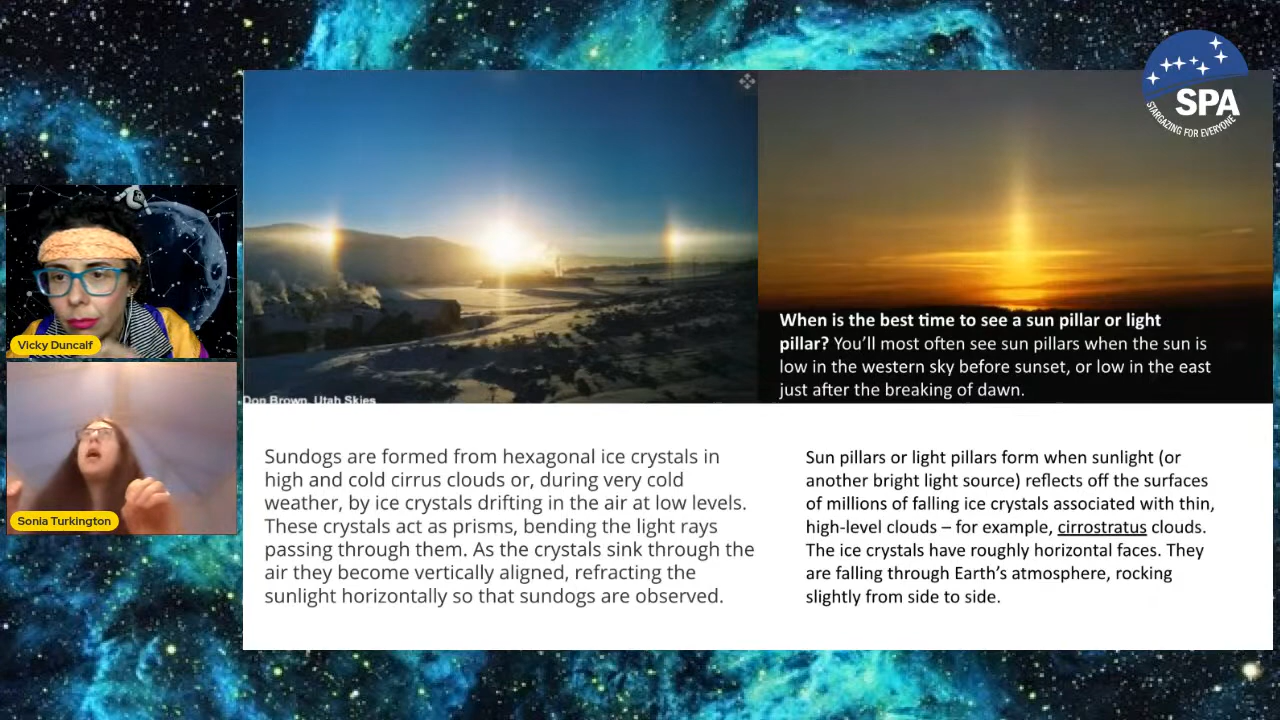 SPA
STARGAZING FOR EVERYONE
Vicky Duncalf
Sonia Turkington
Don Brown, Utah Skies
When is the best time to see a sun pillar or light
pillar? You’ll most often see sun pillars when the sun is
low in the western sky before sunset, or low in the east
just after the breaking of dawn.
Sundogs are formed from hexagonal ice crystals in
high and cold cirrus clouds or, during very cold
weather, by ice crystals drifting in the air at low levels.
These crystals act as prisms, bending the light rays
passing through them. As the crystals sink through the
air they become vertically aligned, refracting the
sunlight horizontally so that sundogs are observed.
Sun pillars or light pillars form when sunlight (or
another bright light source) reflects off the surfaces
of millions of falling ice crystals associated with thin,
high-level clouds – for example, cirrostratus clouds.
The ice crystals have roughly horizontal faces. They
are falling through Earth’s atmosphere, rocking
slightly from side to side.